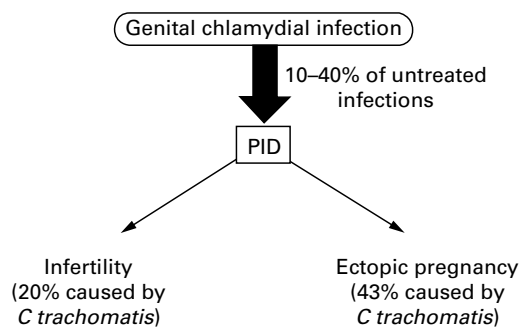 Genital chlamydial infection
10–40% of untreated
infections
PID
Infertility
(20% caused by
C trachomatis)
Ectopic pregnancy
(43% caused by
C trachomatis)